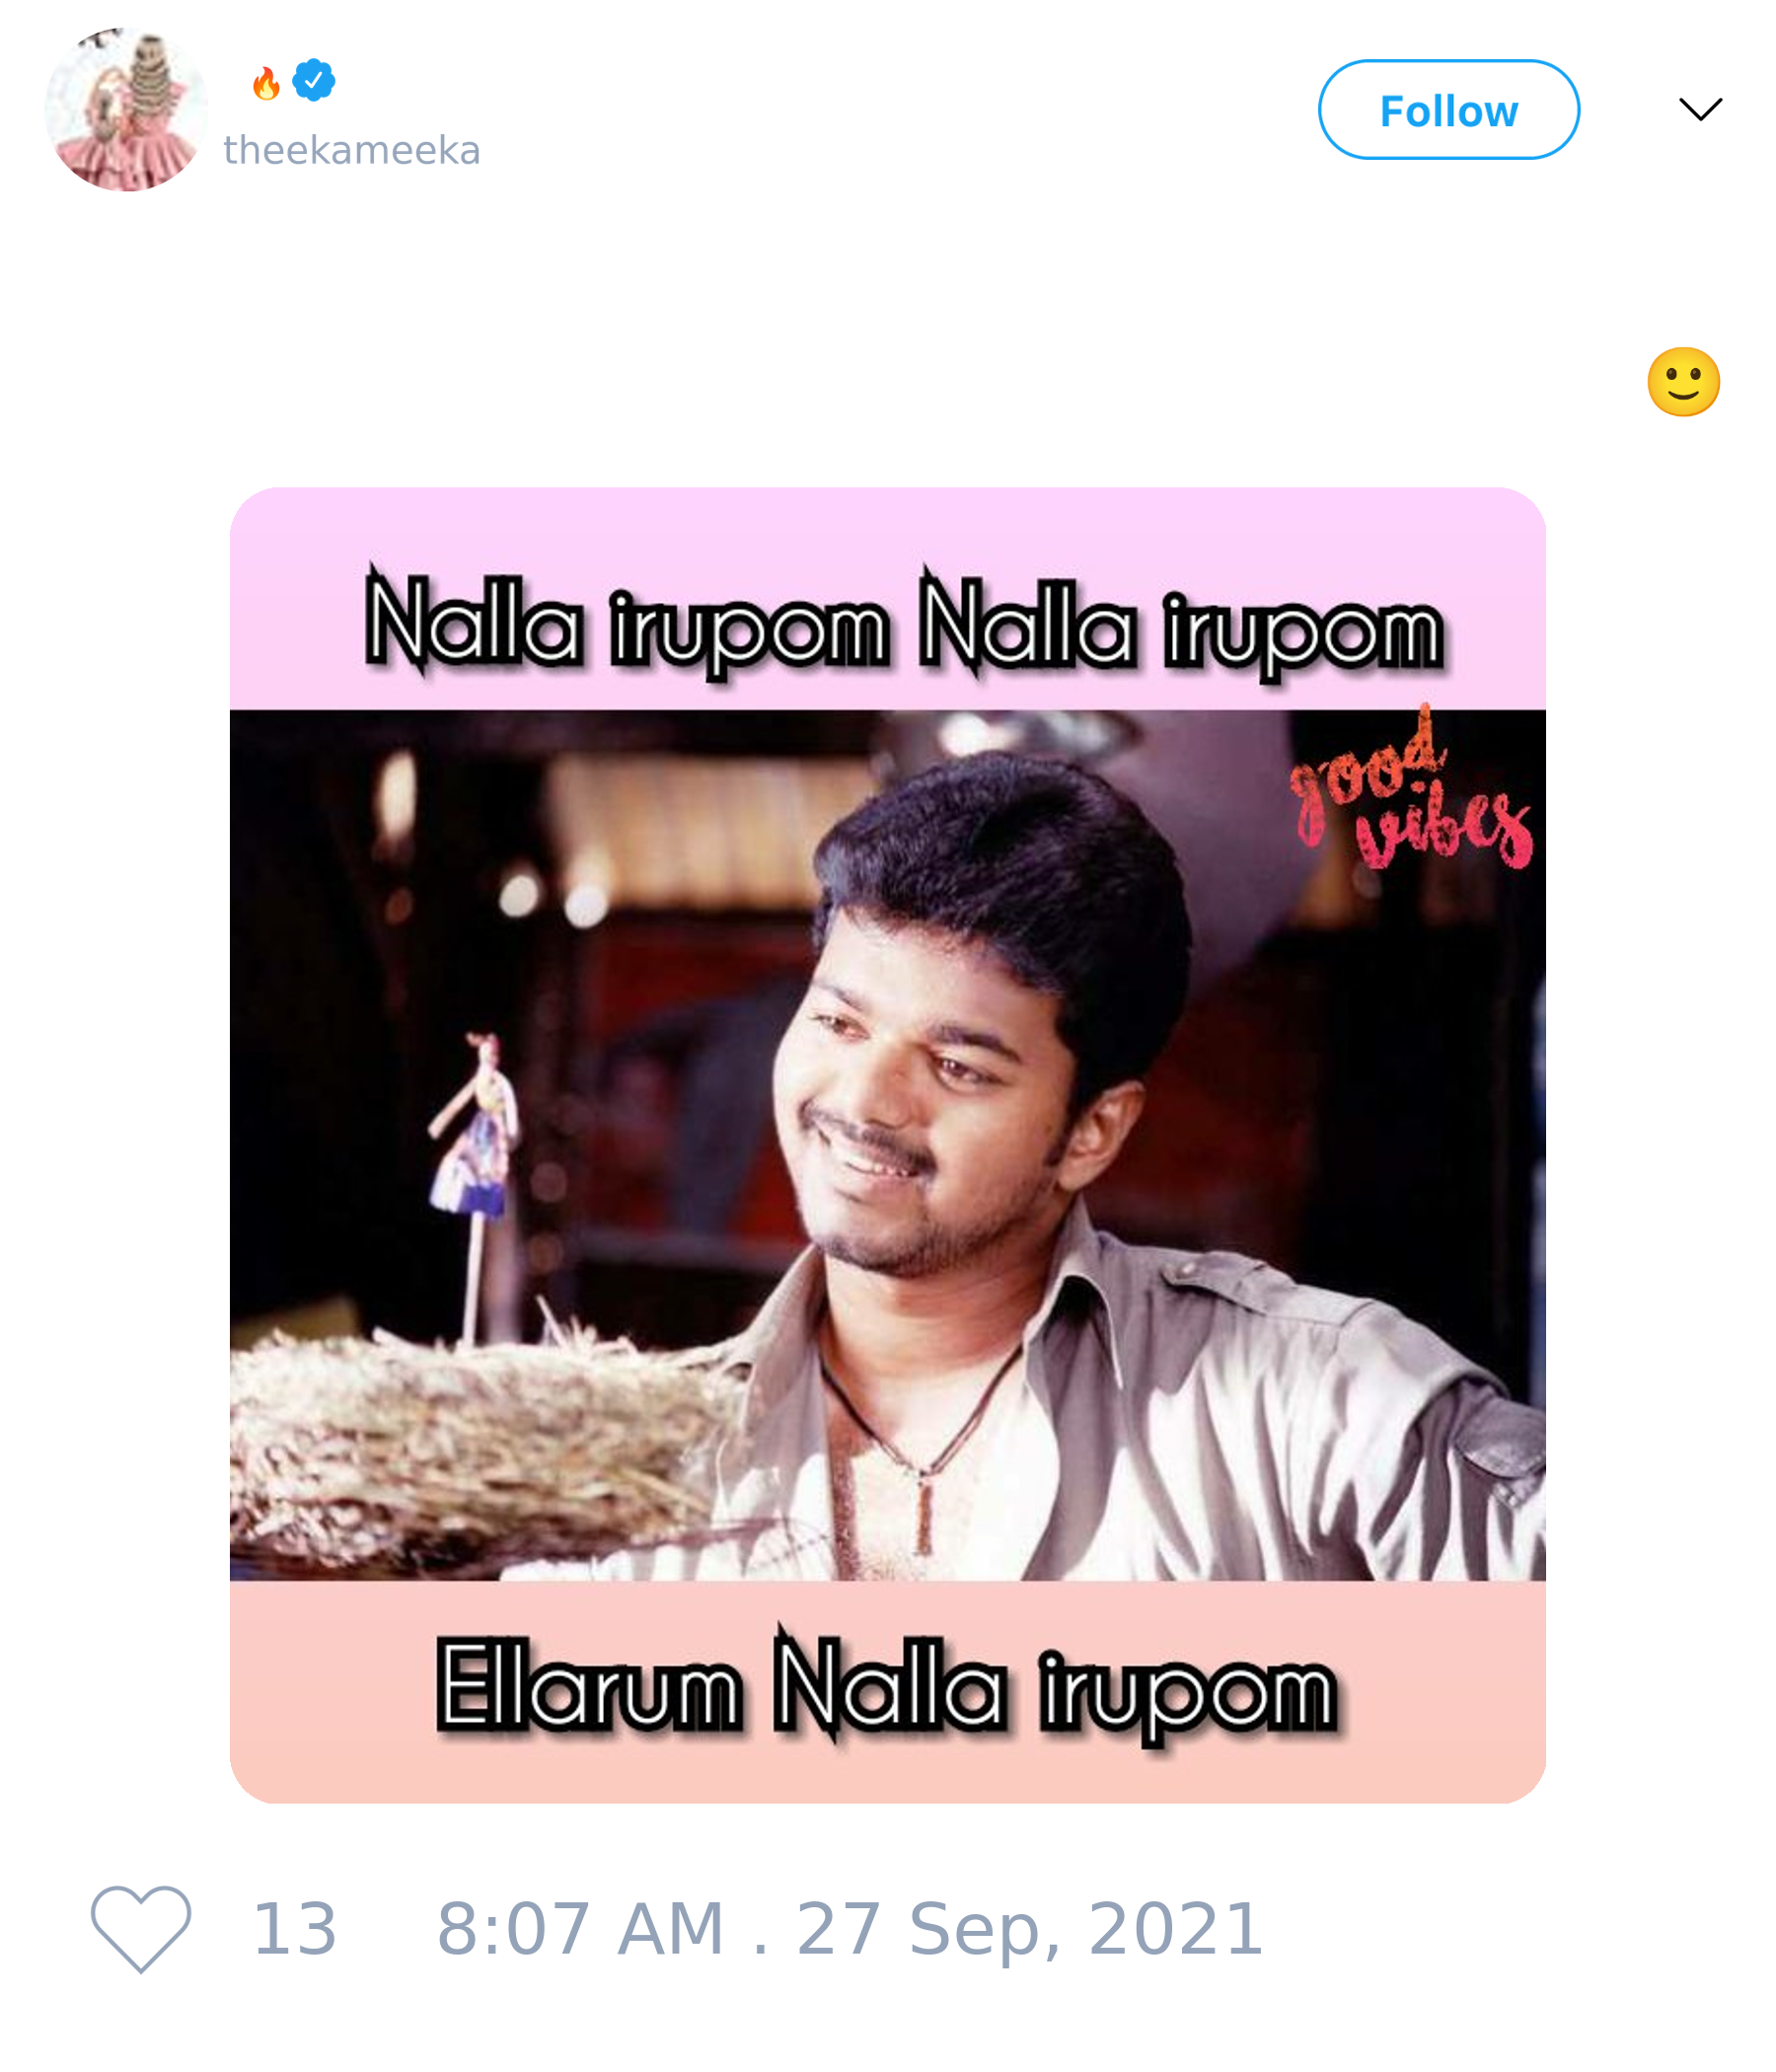 🔥
theekameeka
Follow
🙂
Nalla irupom Nalla irupom
good
vibes
Ellarum Nalla irupom
13 8:07 AM . 27 Sep, 2021